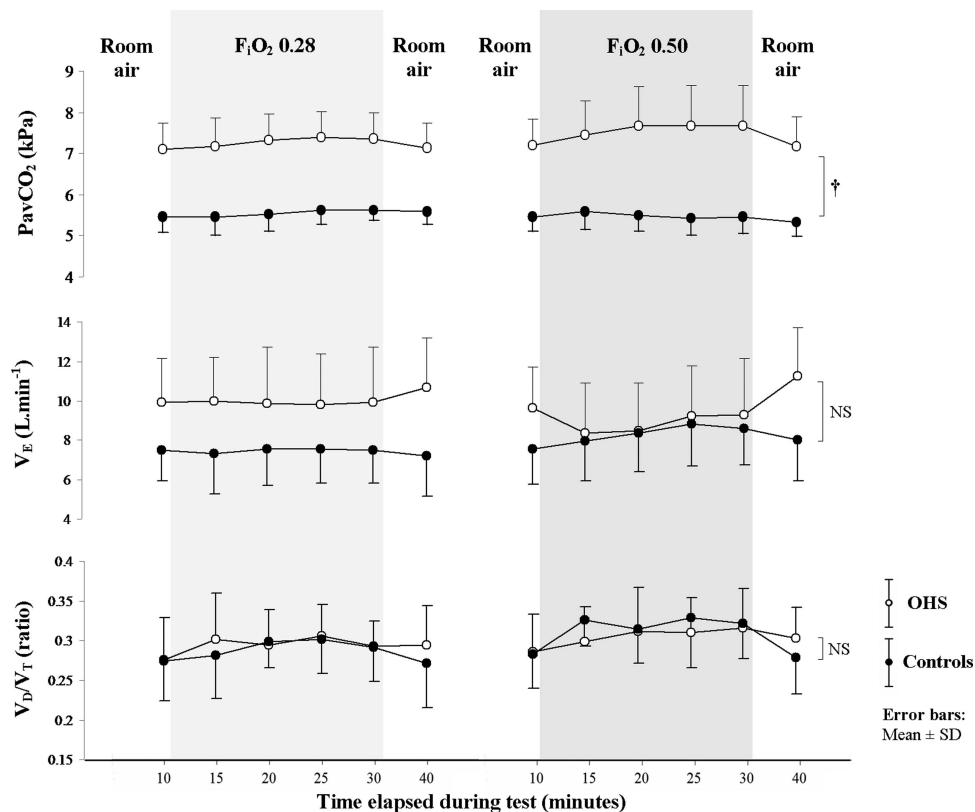 Room
air
FᵢO₂ 0.28
Room
air
Room
air
FᵢO₂ 0.50
Room
air
PavCO₂ (kPa)
9
8
7
6
5
4
†
V_E (L.min⁻¹)
14
12
10
8
6
4
NS
V_D/V_T (ratio)
0.4
0.35
0.3
0.25
0.2
0.15
NS
OHS
Controls
Error bars:
Mean ± SD
10 15 20 25 30 40 10 15 20 25 30 40
Time elapsed during test (minutes)